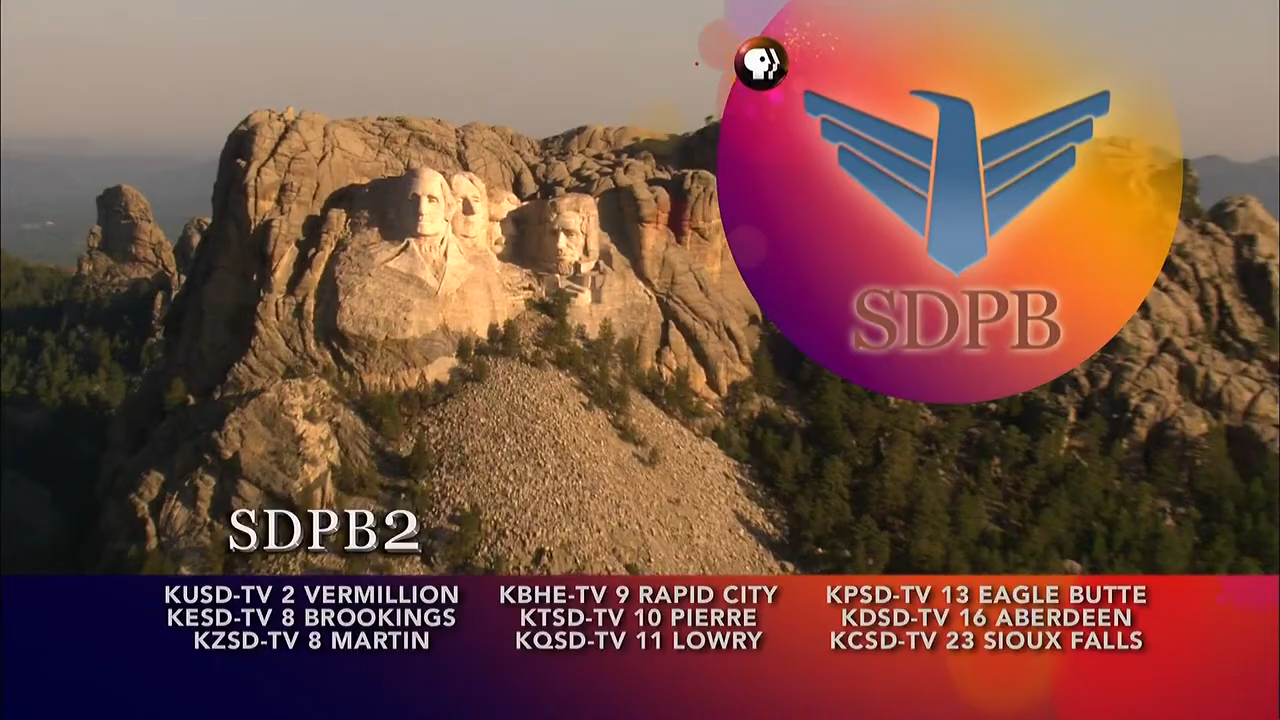 SDPB
SDPB2
KUSD-TV 2 VERMILLION
KESD-TV 8 BROOKINGS
KZSD-TV 8 MARTIN
KBHE-TV 9 RAPID CITY
KTSD-TV 10 PIERRE
KQSD-TV 11 LOWRY
KPSD-TV 13 EAGLE BUTTE
KDSD-TV 16 ABERDEEN
KCSD-TV 23 SIOUX FALLS